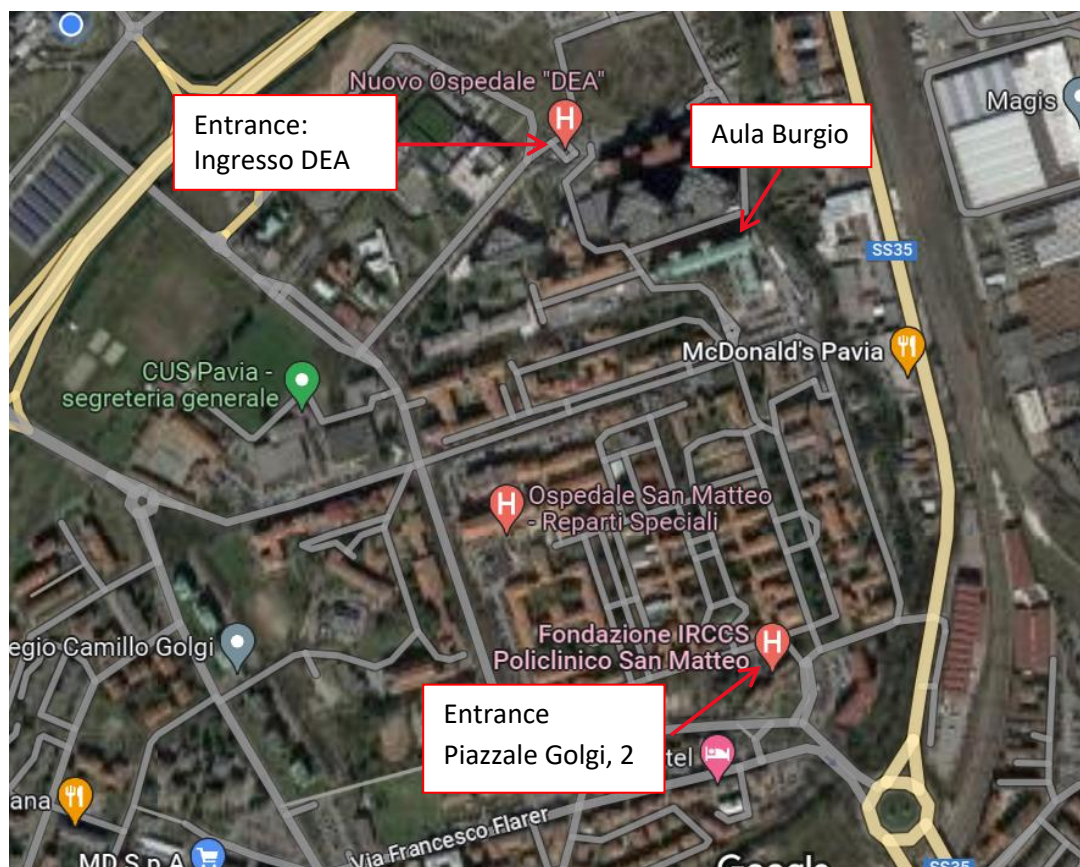 Nuovo Ospedale "DEA"
Entrance:
Ingresso DEA
Aula Burgio
Magis
SS35
McDonald's Pavia
CUS Pavia -
segreteria generale
Ospedale San Matteo
- Reparti Speciali
egio Camillo Golgi
Fondazione IRCCS
Policlinico San Matteo
Entrance
Piazzale Golgi, 2
tel
ana
Via Francesco Flarer
MD S.p.A
Google
SS35